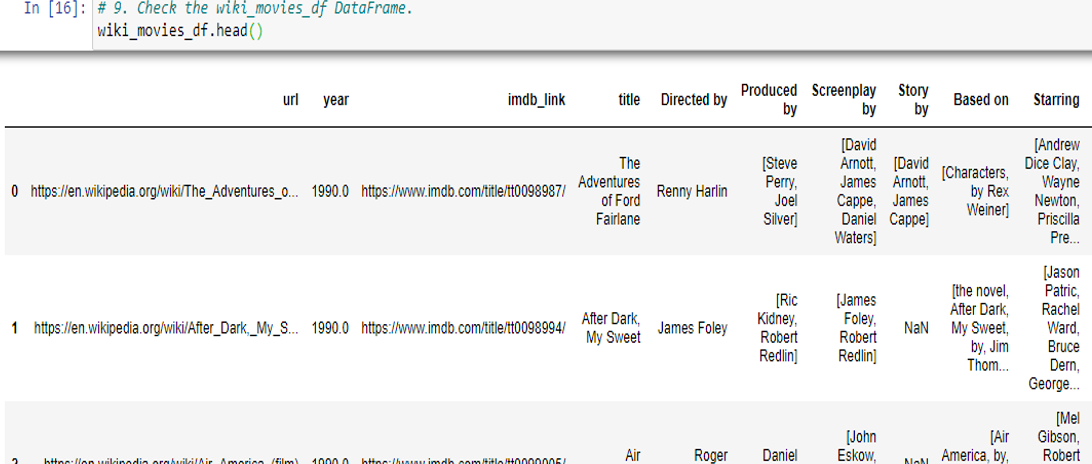 In [16]: # 9. Check the wiki_movies_df DataFrame.
wiki_movies_df.head()
url year imdb_link title Directed by Produced by Screenplay by Story by Based on Starring
0 https://en.wikipedia.org/wiki/The_Adventures_o... 1990.0 https://www.imdb.com/title/tt0098987/ The Adventures of Ford Fairlane Renny Harlin [Steve Perry, Joel Silver] [David Arnott, James Cappe, Daniel Waters] [David Arnott, James Cappe] [Characters, by Rex Weiner] [Andrew Dice Clay, Wayne Newton, Priscilla Pre...
1 https://en.wikipedia.org/wiki/After_Dark,_My_S... 1990.0 https://www.imdb.com/title/tt0098994/ After Dark, My Sweet James Foley [Ric Kidney, Robert Redlin] [James Foley, Robert Redlin] NaN [the novel, After Dark, My Sweet, by, Jim Thom... [Jason Patric, Rachel Ward, Bruce Dern, George...
2 https://en.wikipedia.org/wiki/Air_America_(film) 1990.0 https://www.imdb.com/title/tt0099005/ Air Roger Daniel [John Eskow, NaN [Air America, by, [Mel Gibson, Robert